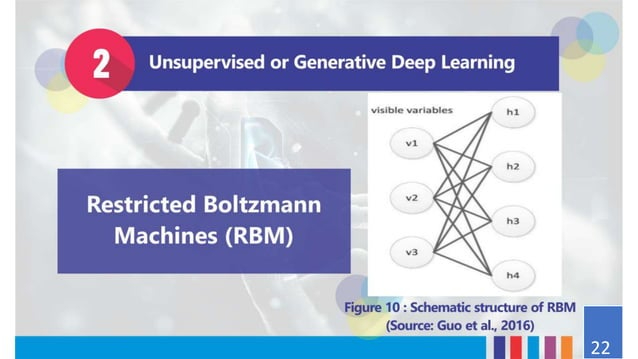 2
Unsupervised or Generative Deep Learning
Restricted Boltzmann
Machines (RBM)
visible variables
v1
v2
v3
h1
h2
h3
h4
Figure 10 : Schematic structure of RBM
(Source: Guo et al., 2016)
22